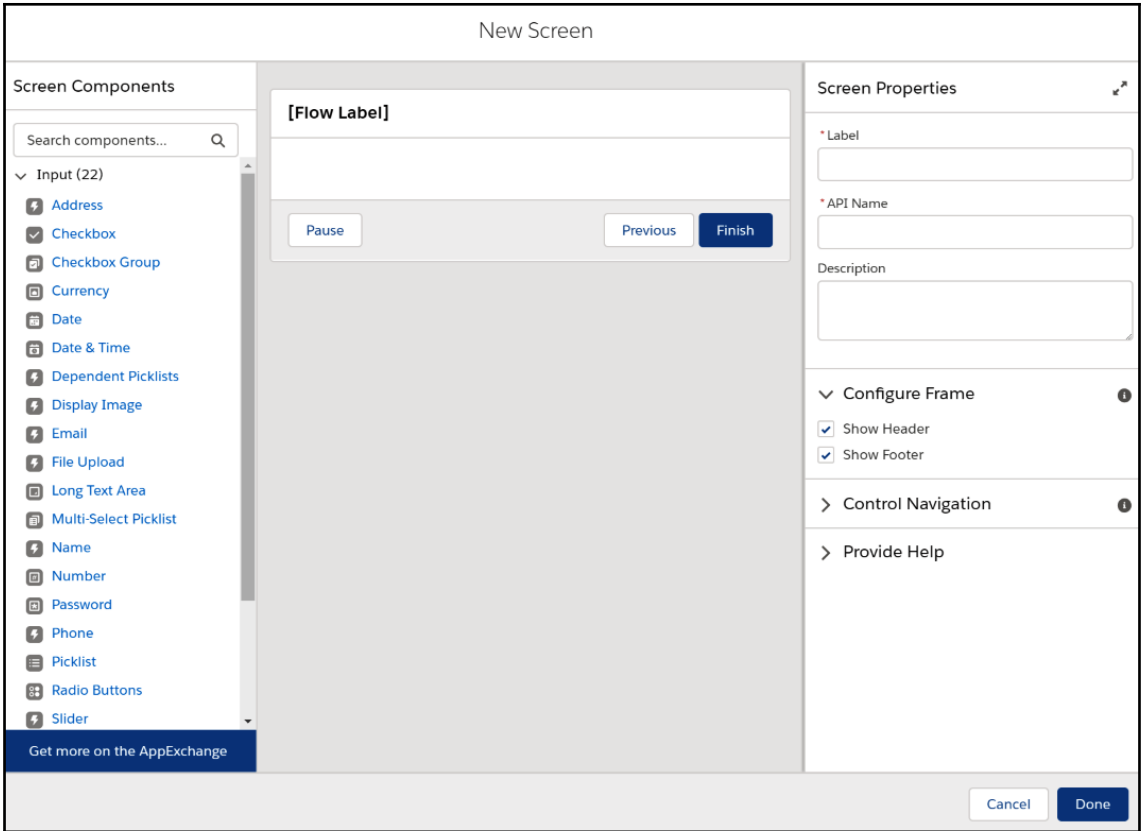 New Screen
Screen Components
Search components...
Input (22)
Address
Checkbox
Checkbox Group
Currency
Date
Date & Time
Dependent Picklists
Display Image
Email
File Upload
Long Text Area
Multi-Select Picklist
Name
Number
Password
Phone
Picklist
Radio Buttons
Slider
Get more on the AppExchange
[Flow Label]
Pause
Previous
Finish
Screen Properties
*Label
*API Name
Description
Configure Frame
Show Header
Show Footer
Control Navigation
Provide Help
Cancel
Done